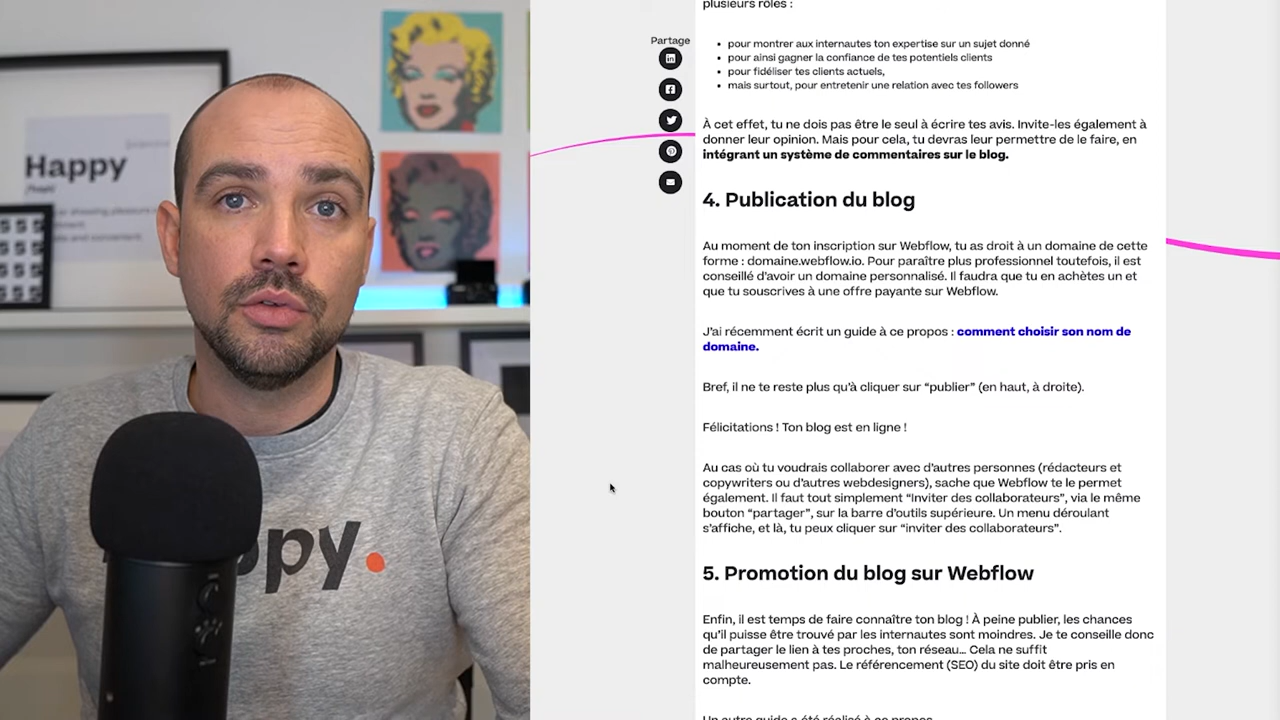 Happy
plusieurs rôles :
Partage
pour montrer aux internautes ton expertise sur un sujet donné
pour ainsi gagner la confiance de tes potentiels clients
pour fidéliser tes clients actuels,
mais surtout, pour entretenir une relation avec tes followers
À cet effet, tu ne dois pas être le seul à écrire tes avis. Invite-les également à
donner leur opinion. Mais pour cela, tu devras leur permettre de le faire, en
intégrant un système de commentaires sur le blog.
4. Publication du blog
Au moment de ton inscription sur Webflow, tu as droit à un domaine de cette
forme : domaine.webflow.io. Pour paraître plus professionnel toutefois, il est
conseillé d’avoir un domaine personnalisé. Il faudra que tu en achètes un et
que tu souscrives à une offre payante sur Webflow.
J’ai récemment écrit un guide à ce propos : comment choisir son nom de
domaine.
Bref, il ne te reste plus qu’à cliquer sur “publier” (en haut, à droite).
Félicitations ! Ton blog est en ligne !
Au cas où tu voudrais collaborer avec d’autres personnes (rédacteurs et
copywriters ou d’autres webdesigners), sache que Webflow te le permet
également. Il faut tout simplement “Inviter des collaborateurs”, via le même
bouton “partager”, sur la barre d’outils supérieure. Un menu déroulant
s’affiche, et là, tu peux cliquer sur “inviter des collaborateurs”.
5. Promotion du blog sur Webflow
Enfin, il est temps de faire connaître ton blog ! À peine publier, les chances
qu’il puisse être trouvé par les internautes sont moindres. Je te conseille donc
de partager le lien à tes proches, ton réseau… Cela ne suffit
malheureusement pas. Le référencement (SEO) du site doit être pris en
compte.
Un autre guide a été réalisé à ce propos
ppy.